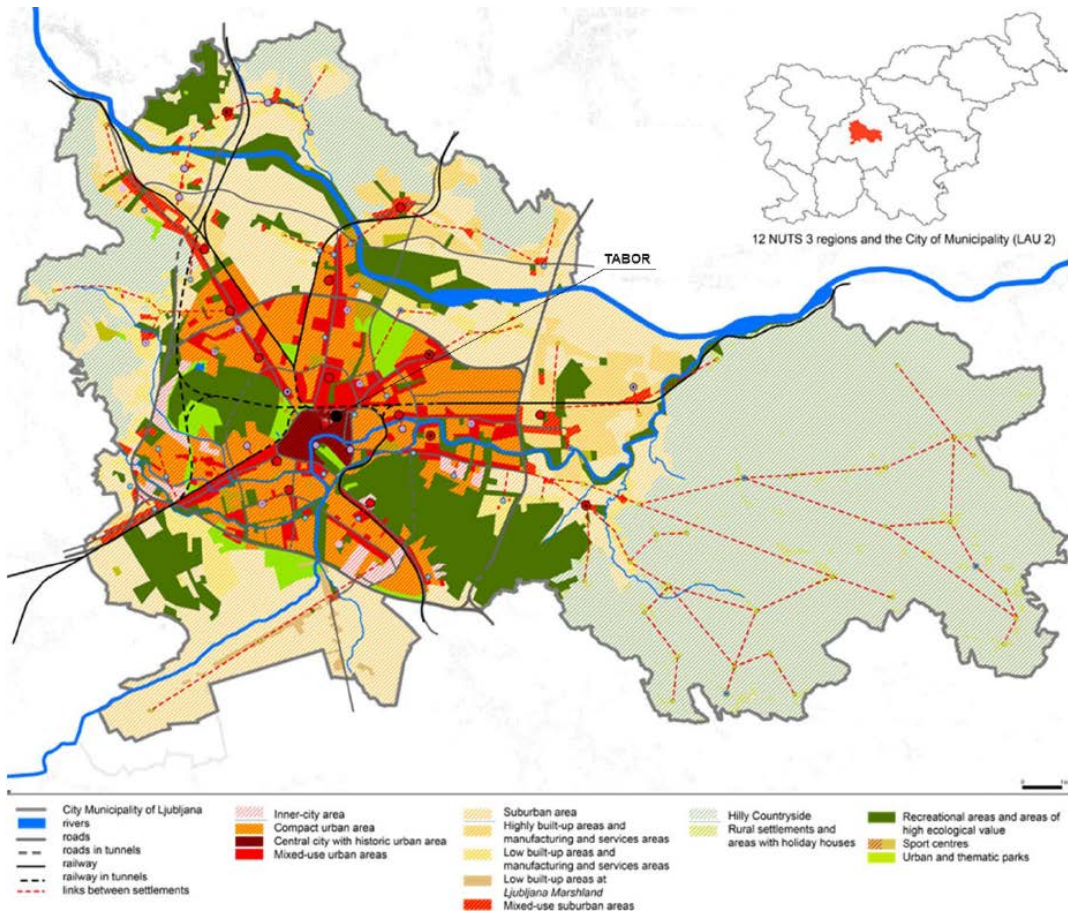 12 NUTS 3 regions and the City of Municipality (LAU 2)
TABOR
City Municipality of Ljubljana
rivers
roads
roads in tunnels
railway
railway in tunnels
links between settlements
Inner-city area
Compact urban area
Central city with historic urban area
Mixed-use urban areas
Suburban area
Highly built-up areas and
manufacturing and services areas
Low built-up areas and
manufacturing and services areas
Low built-up areas at
Ljubljana Marshland
Mixed-use suburban areas
Hilly Countryside
Rural settlements and
areas with holiday houses
Recreational areas and areas of
high ecological value
Sport centres
Urban and thematic parks